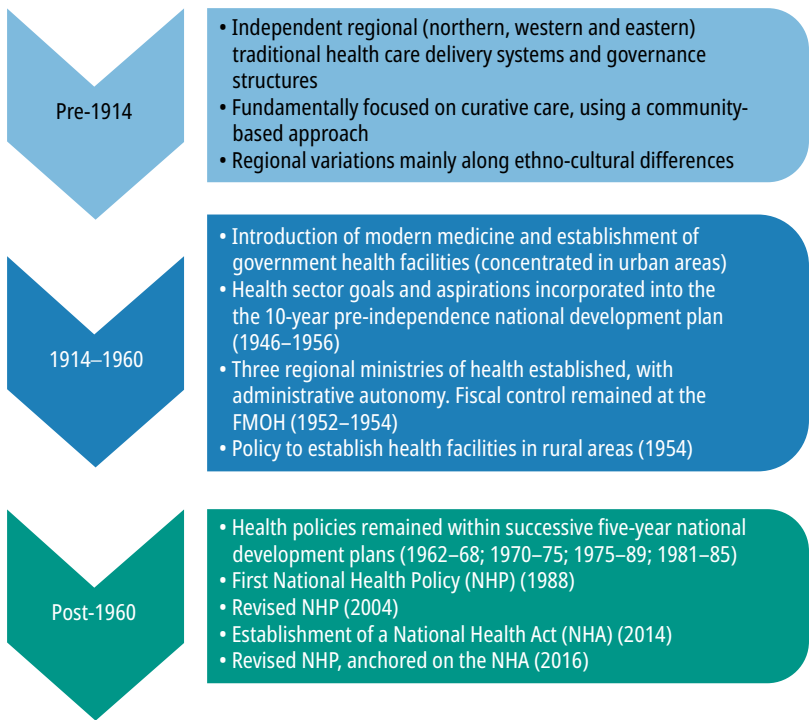 Pre-1914
• Independent regional (northern, western and eastern)
traditional health care delivery systems and governance
structures
• Fundamentally focused on curative care, using a community-
based approach
• Regional variations mainly along ethno-cultural differences
1914–1960
• Introduction of modern medicine and establishment of
government health facilities (concentrated in urban areas)
• Health sector goals and aspirations incorporated into the
the 10-year pre-independence national development plan
(1946–1956)
• Three regional ministries of health established, with
administrative autonomy. Fiscal control remained at the
FMOH (1952–1954)
• Policy to establish health facilities in rural areas (1954)
Post-1960
• Health policies remained within successive five-year national
development plans (1962–68; 1970–75; 1975–89; 1981–85)
• First National Health Policy (NHP) (1988)
• Revised NHP (2004)
• Establishment of a National Health Act (NHA) (2014)
• Revised NHP, anchored on the NHA (2016)